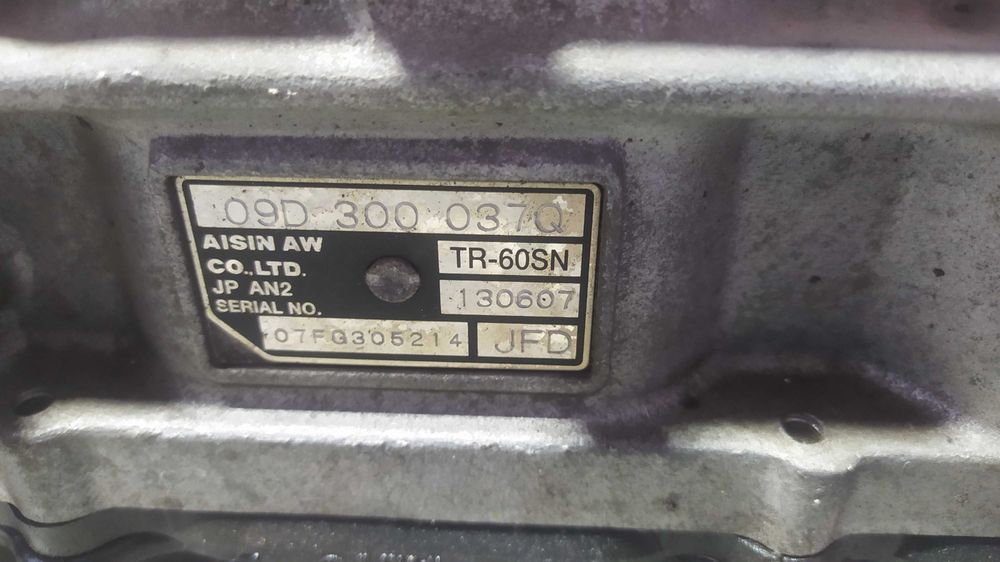 09D 300 037Q
AISIN AW
CO.,LTD.
TR-60SN
JP AN2
130607
SERIAL NO.
07FG305214
JFD